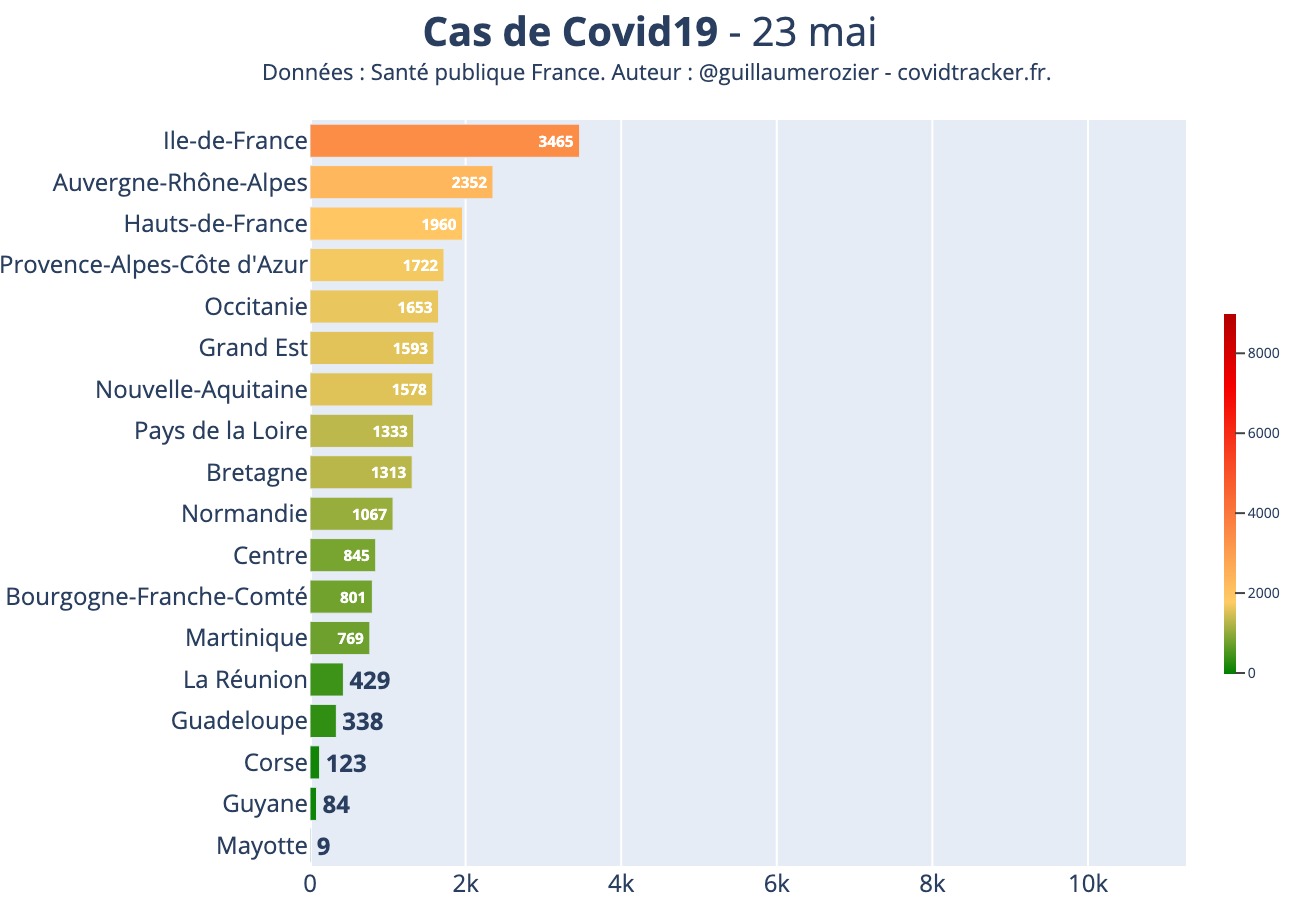 Cas de Covid19 - 23 mai
Données : Santé publique France. Auteur : @guillaumerozier - covidtracker.fr.
Ile-de-France 3465
Auvergne-Rhône-Alpes 2352
Hauts-de-France 1960
Provence-Alpes-Côte d'Azur 1722
Occitanie 1653
Grand Est 1593
Nouvelle-Aquitaine 1578
Pays de la Loire 1333
Bretagne 1313
Normandie 1067
Centre 845
Bourgogne-Franche-Comté 801
Martinique 769
La Réunion 429
Guadeloupe 338
Corse 123
Guyane 84
Mayotte 9
0 2k 4k 6k 8k 10k
8000
6000
4000
2000
0